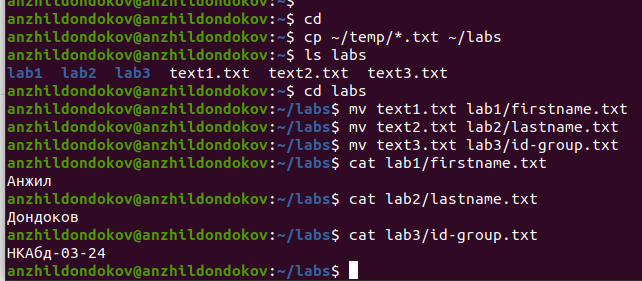 anzhildondokov@anzhildondokov:~$ cd
anzhildondokov@anzhildondokov:~$ cp ~/temp/*.txt ~/labs
anzhildondokov@anzhildondokov:~$ ls labs
lab1  lab2  lab3  text1.txt  text2.txt  text3.txt
anzhildondokov@anzhildondokov:~$ cd labs
anzhildondokov@anzhildondokov:~/labs$ mv text1.txt lab1/firstname.txt
anzhildondokov@anzhildondokov:~/labs$ mv text2.txt lab2/lastname.txt
anzhildondokov@anzhildondokov:~/labs$ mv text3.txt lab3/id-group.txt
anzhildondokov@anzhildondokov:~/labs$ cat lab1/firstname.txt
Анжил
anzhildondokov@anzhildondokov:~/labs$ cat lab2/lastname.txt
Дондоков
anzhildondokov@anzhildondokov:~/labs$ cat lab3/id-group.txt
НКАбд-03-24
anzhildondokov@anzhildondokov:~/labs$